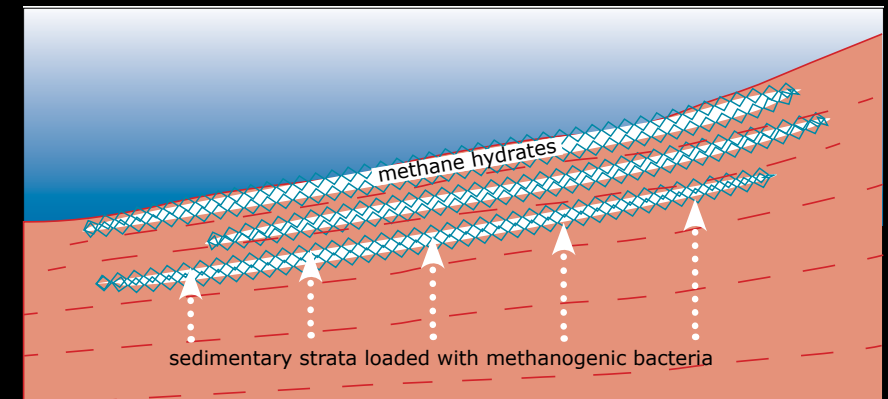 methane hydrates
sedimentary strata loaded with methanogenic bacteria